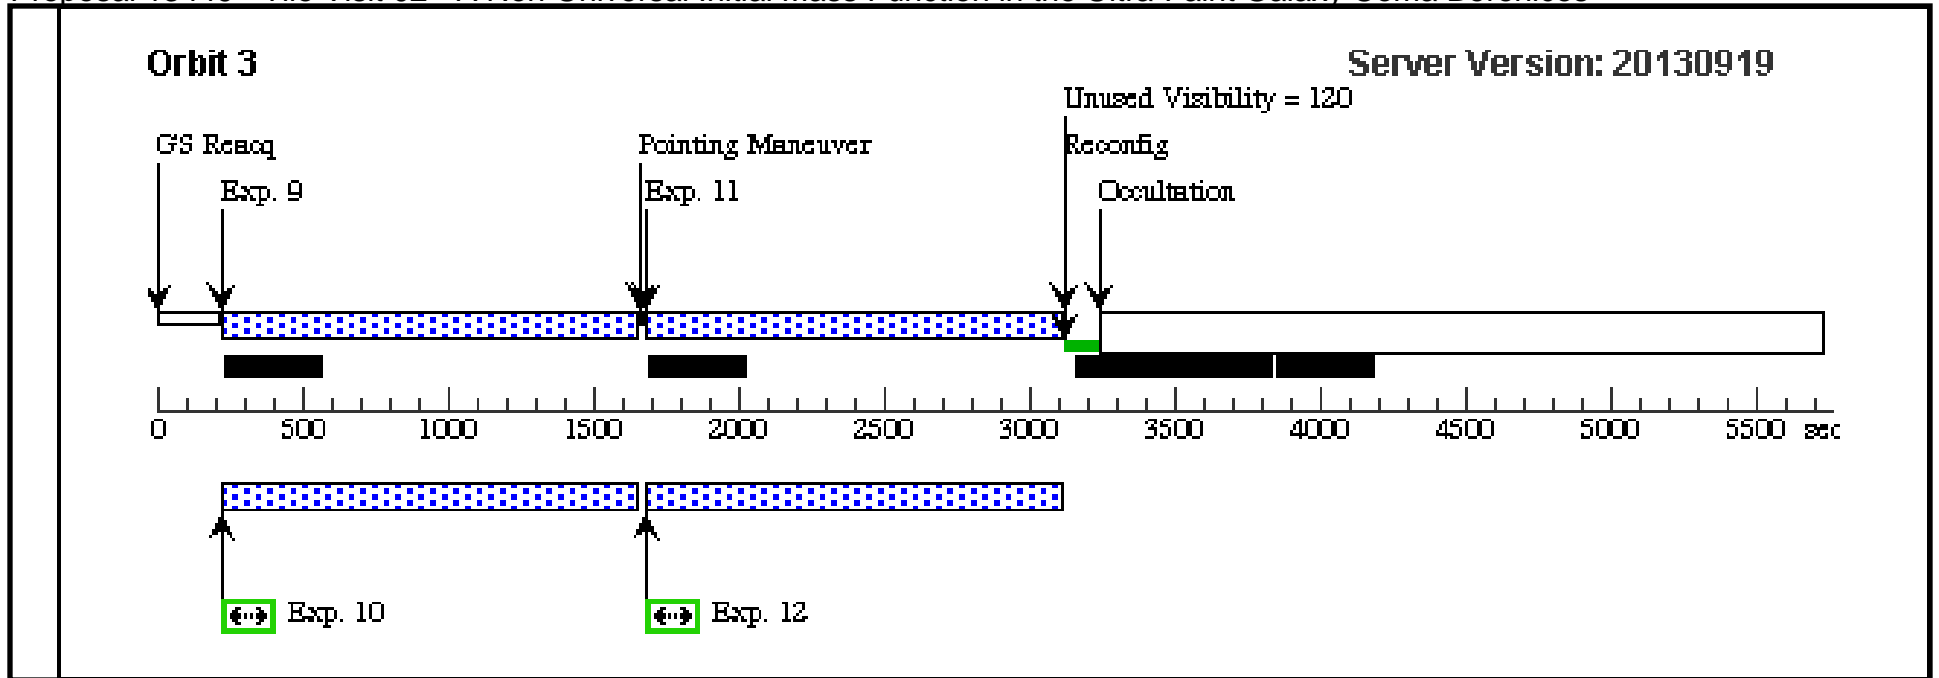 Orbit 3
Server Version: 20130919
Unused Visibility = 120
GS Reacq
Pointing Maneuver
Reconfig
Exp. 9
Exp. 11
Occultation
0 500 1000 1500 2000 2500 3000 3500 4000 4500 5000 5500 sec
Exp. 10
Exp. 12